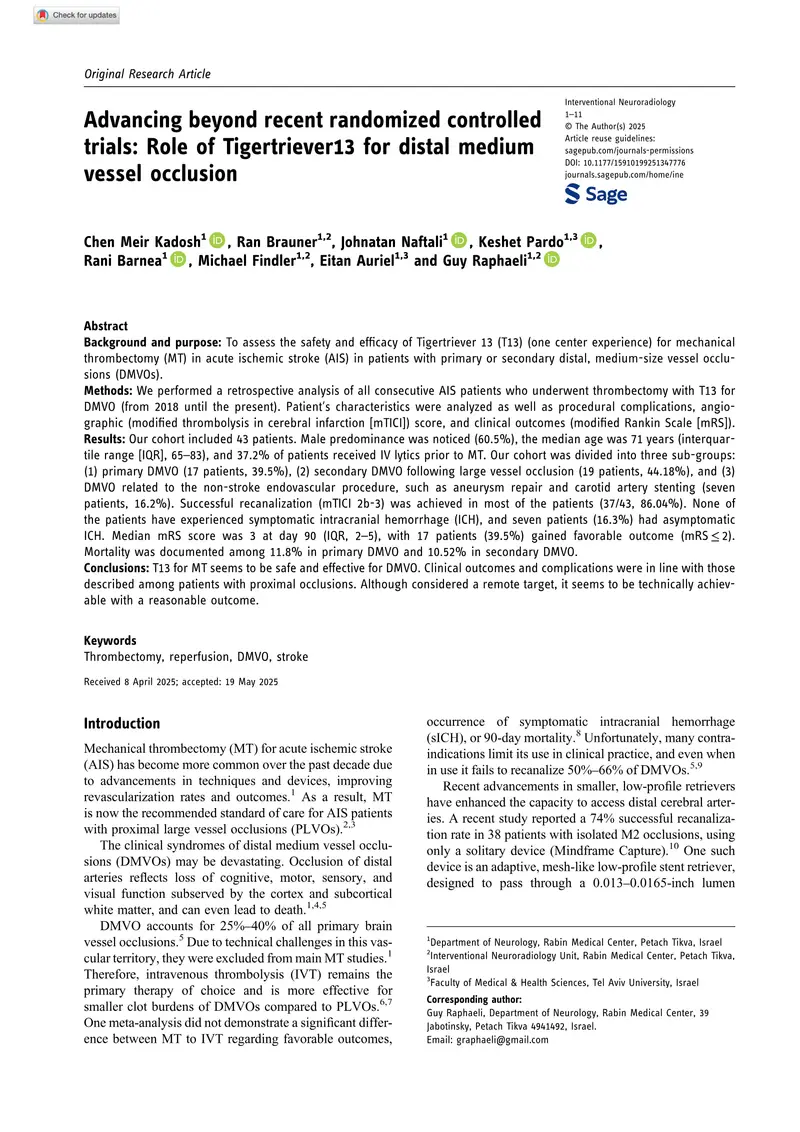 Check for updates
Original Research Article
Advancing beyond recent randomized controlled
trials: Role of Tigertriever13 for distal medium
vessel occlusion
Interventional Neuroradiology
1–11
© The Author(s) 2025
Article reuse guidelines:
sagepub.com/journals-permissions
DOI: 10.1177/15910199251347776
journals.sagepub.com/home/ine
Sage
Chen Meir Kadosh1 iD, Ran Brauner1,2, Johnatan Naftali1 iD, Keshet Pardo1,3 iD,
Rani Barnea1 iD, Michael Findler1,2, Eitan Auriel1,3 and Guy Raphaeli1,2 iD
Abstract
Background and purpose: To assess the safety and efficacy of Tigertriever 13 (T13) (one center experience) for mechanical
thrombectomy (MT) in acute ischemic stroke (AIS) in patients with primary or secondary distal, medium-size vessel occlu-
sions (DMVOs).
Methods: We performed a retrospective analysis of all consecutive AIS patients who underwent thrombectomy with T13 for
DMVO (from 2018 until the present). Patient's characteristics were analyzed as well as procedural complications, angio-
graphic (modified thrombolysis in cerebral infarction [mTICI]) score, and clinical outcomes (modified Rankin Scale [mRS]).
Results: Our cohort included 43 patients. Male predominance was noticed (60.5%), the median age was 71 years (interquar-
tile range [IQR], 65–83), and 37.2% of patients received IV lytics prior to MT. Our cohort was divided into three sub-groups:
(1) primary DMVO (17 patients, 39.5%), (2) secondary DMVO following large vessel occlusion (19 patients, 44.18%), and (3)
DMVO related to the non-stroke endovascular procedure, such as aneurysm repair and carotid artery stenting (seven
patients, 16.2%). Successful recanalization (mTICI 2b-3) was achieved in most of the patients (37/43, 86.04%). None of
the patients have experienced symptomatic intracranial hemorrhage (ICH), and seven patients (16.3%) had asymptomatic
ICH. Median mRS score was 3 at day 90 (IQR, 2–5), with 17 patients (39.5%) gained favorable outcome (mRS ≤ 2).
Mortality was documented among 11.8% in primary DMVO and 10.52% in secondary DMVO.
Conclusions: T13 for MT seems to be safe and effective for DMVO. Clinical outcomes and complications were in line with those
described among patients with proximal occlusions. Although considered a remote target, it seems to be technically achiev-
able with a reasonable outcome.
Keywords
Thrombectomy, reperfusion, DMVO, stroke
Received 8 April 2025; accepted: 19 May 2025
Introduction
Mechanical thrombectomy (MT) for acute ischemic stroke
(AIS) has become more common over the past decade due
to advancements in techniques and devices, improving
revascularization rates and outcomes.1 As a result, MT
is now the recommended standard of care for AIS patients
with proximal large vessel occlusions (PLVOs).2,3
The clinical syndromes of distal medium vessel occlu-
sions (DMVOs) may be devastating. Occlusion of distal
arteries reflects loss of cognitive, motor, sensory, and
visual function subserved by the cortex and subcortical
white matter, and can even lead to death.1,4,5
DMVO accounts for 25%–40% of all primary brain
vessel occlusions.5 Due to technical challenges in this vas-
cular territory, they were excluded from main MT studies.1
Therefore, intravenous thrombolysis (IVT) remains the
primary therapy of choice and is more effective for
smaller clot burdens of DMVOs compared to PLVOs.6,7
One meta-analysis did not demonstrate a significant differ-
ence between MT to IVT regarding favorable outcomes,
occurrence of symptomatic intracranial hemorrhage
(sICH), or 90-day mortality.8 Unfortunately, many contra-
indications limit its use in clinical practice, and even when
in use it fails to recanalize 50%–66% of DMVOs.5,9
Recent advancements in smaller, low-profile retrievers
have enhanced the capacity to access distal cerebral arter-
ies. A recent study reported a 74% successful recanaliza-
tion rate in 38 patients with isolated M2 occlusions, using
only a solitary device (Mindframe Capture).10 One such
device is an adaptive, mesh-like low-profile stent retriever,
designed to pass through a 0.013–0.0165-inch lumen
1Department of Neurology, Rabin Medical Center, Petach Tikva, Israel
2Interventional Neuroradiology Unit, Rabin Medical Center, Petach Tikva,
Israel
3Faculty of Medical & Health Sciences, Tel Aviv University, Israel
Corresponding author:
Guy Raphaeli, Department of Neurology, Rabin Medical Center, 39
Jabotinsky, Petach Tikva 4941492, Israel.
Email: graphaeli@gmail.com